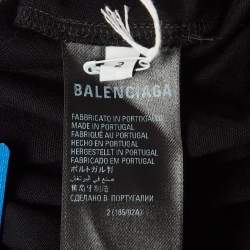 BALENCIAGA
FABBRICATO IN PORTOGALLO
MADE IN PORTUGAL
FABRIQUÉ AU PORTUGAL
HECHO EN PORTUGAL
HERGESTELLT IN PORTUGAL
FABRICADO EM PORTUGAL
ポルトガル製
صنع في البرتغال
葡萄牙制造
СДЕЛАНО В ПОРТУГАЛИИ
2 (165/92A)